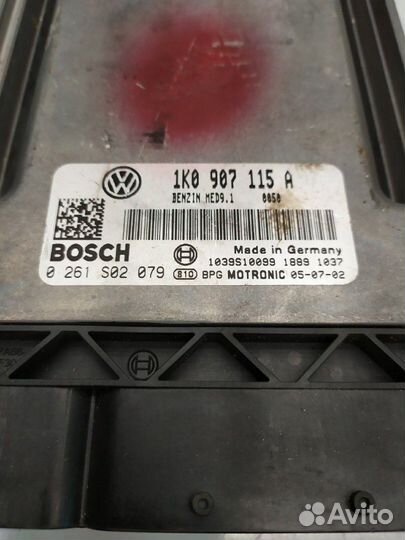 1K0 907 115 A
BENZIN MED9.1 0050
BOSCH
Made in Germany
1039S10099 1889 1037
0 261 S02 079 810 BPG MOTRONIC 05-07-02
Avito